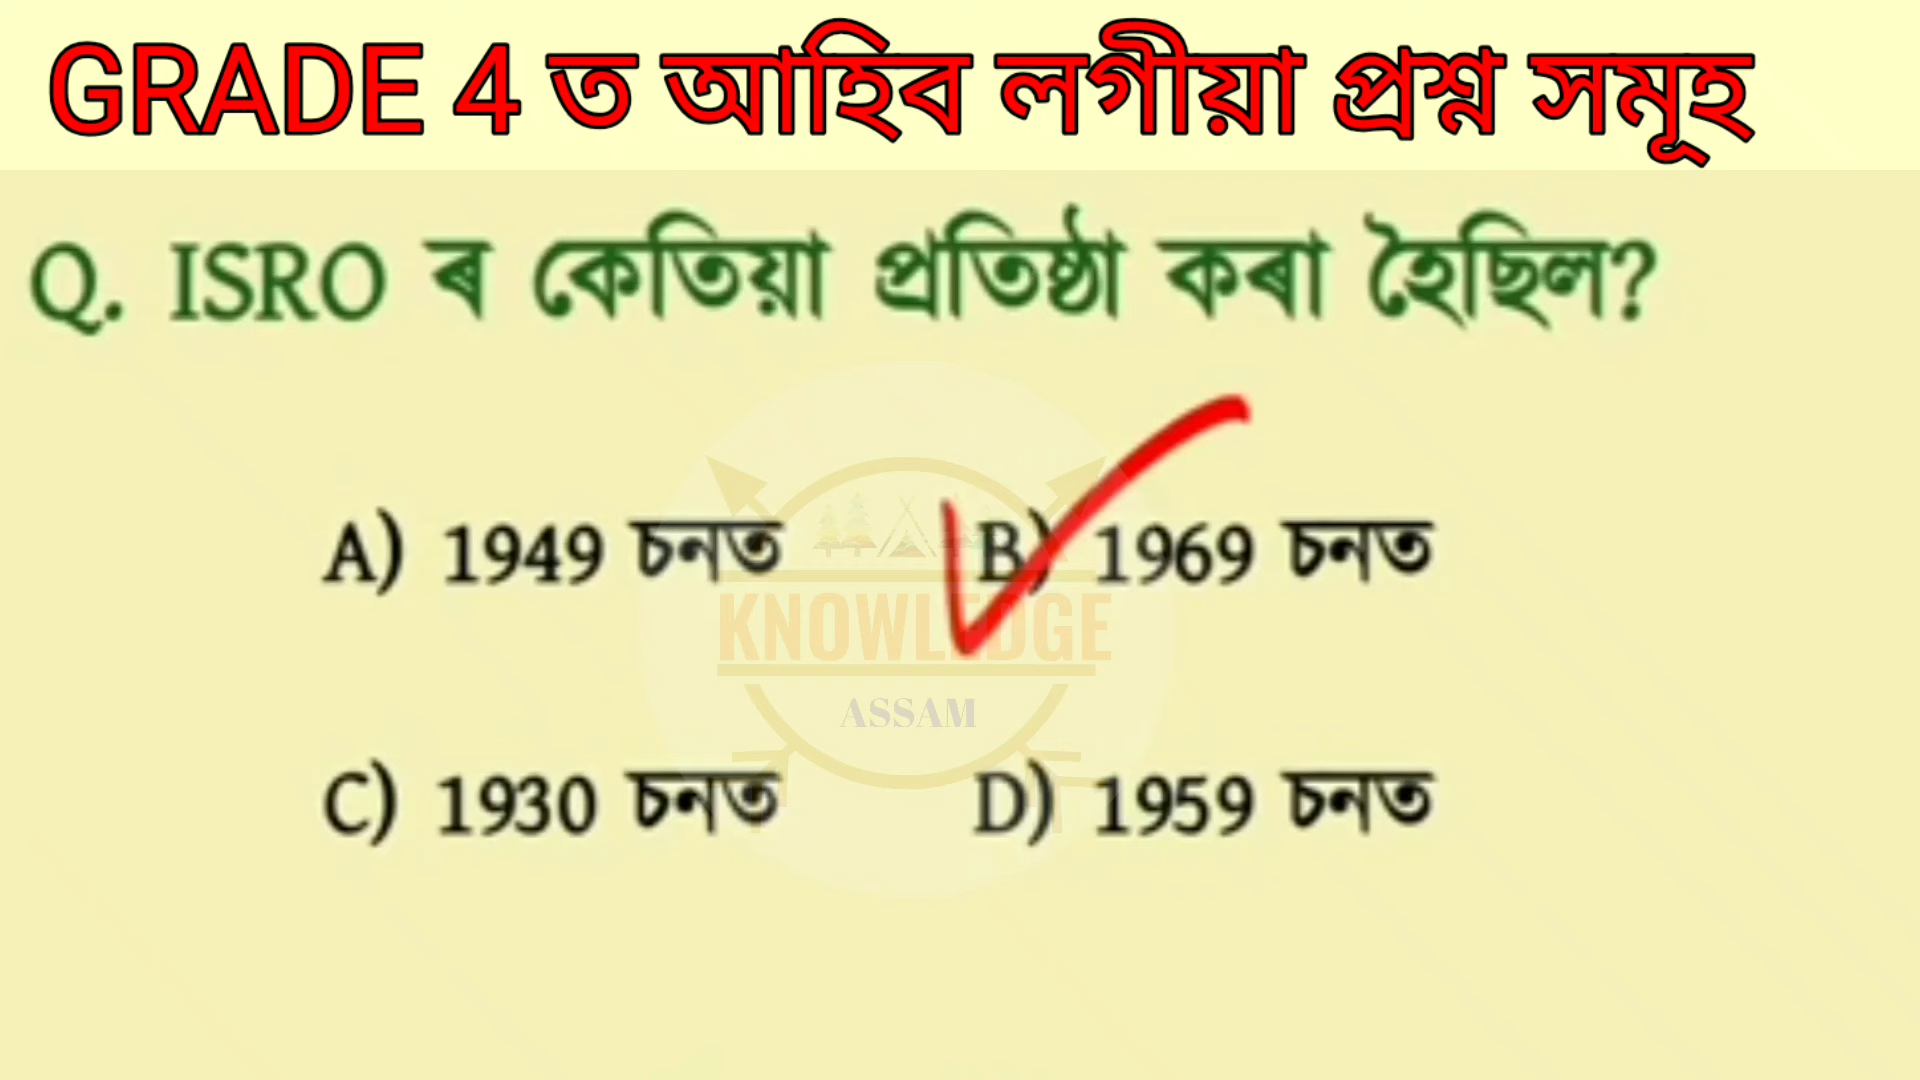 GRADE 4 ত আহিব লগীয়া প্ৰশ্ন সমূহ
Q. ISRO ৰ কেতিয়া প্ৰতিষ্ঠা কৰা হৈছিল?
A) 1949 চনত B) 1969 চনত
KNOWLEDGE
ASSAM
C) 1930 চনত D) 1959 চনত